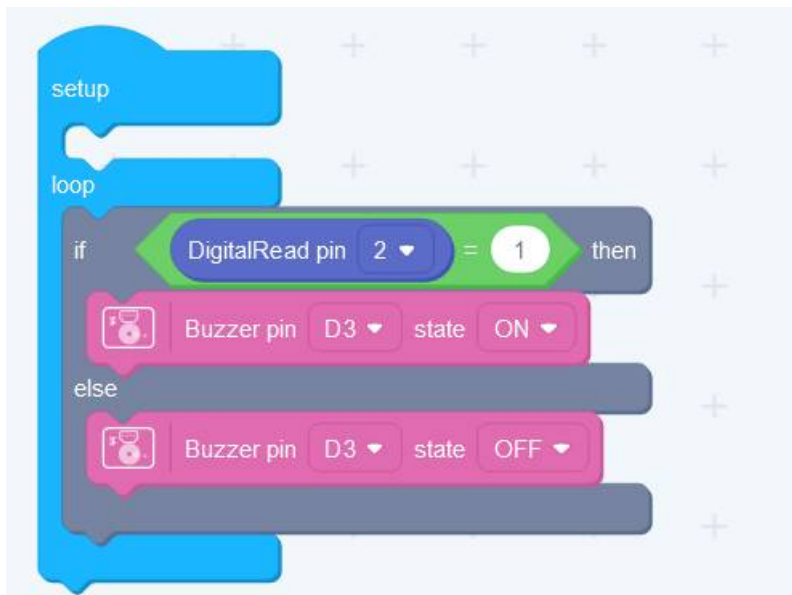 setup
loop
if DigitalRead pin 2 = 1 then
Buzzer pin D3 state ON
else
Buzzer pin D3 state OFF